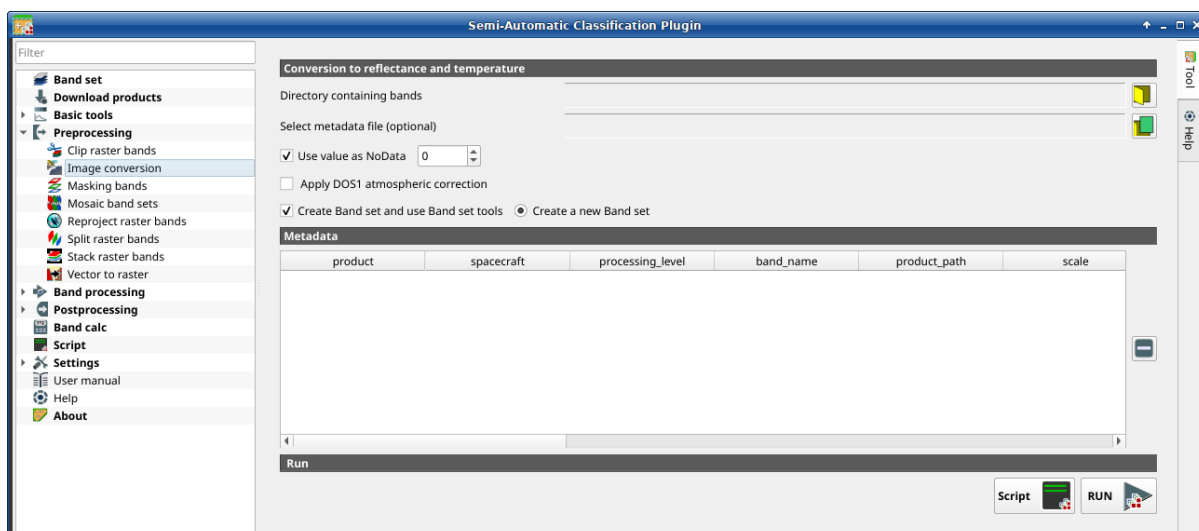 Semi-Automatic Classification Plugin
Filter
Band set
Download products
Basic tools
Preprocessing
Clip raster bands
Image conversion
Masking bands
Mosaic band sets
Reproject raster bands
Split raster bands
Stack raster bands
Vector to raster
Band processing
Postprocessing
Band calc
Script
Settings
User manual
Help
About
Conversion to reflectance and temperature
Directory containing bands
Select metadata file (optional)
Use value as NoData 0
Apply DOS1 atmospheric correction
Create Band set and use Band set tools Create a new Band set
Metadata
product spacecraft processing_level band_name product_path scale
Run
Script RUN
Tool
Help